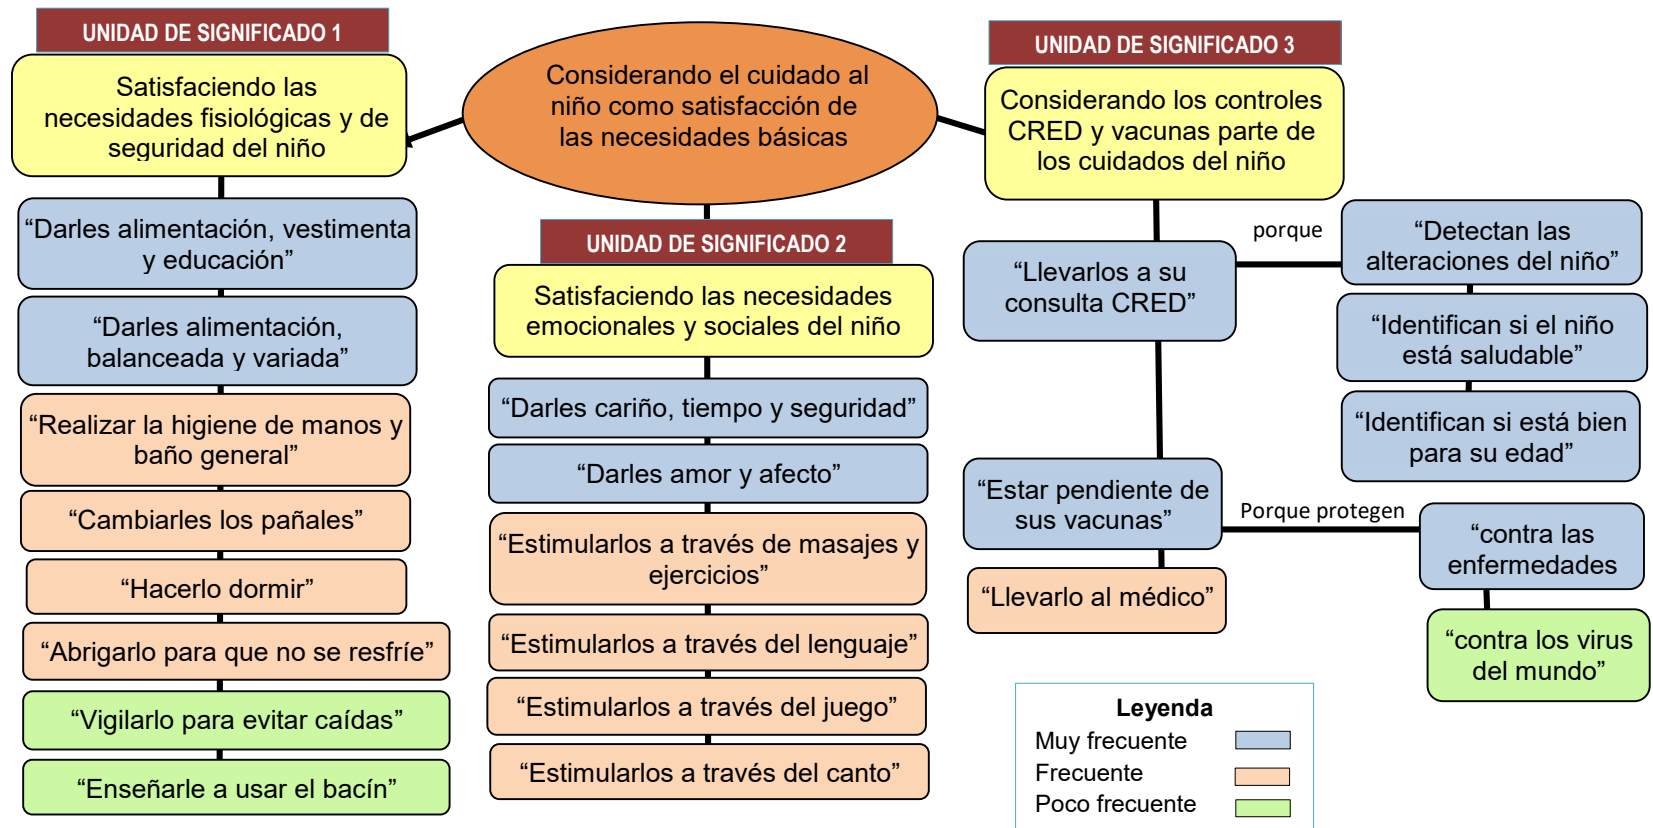 UNIDAD DE SIGNIFICADO 1
Satisfaciendo las
necesidades fisiológicas y de
seguridad del niño
“Darles alimentación, vestimenta
y educación”
“Darles alimentación,
balanceada y variada”
“Realizar la higiene de manos y
baño general”
“Cambiarles los pañales”
“Hacerlo dormir”
“Abrigarlo para que no se resfríe”
“Vigilarlo para evitar caídas”
“Enseñarle a usar el bacín”
Considerando el cuidado al
niño como satisfacción de
las necesidades básicas
UNIDAD DE SIGNIFICADO 2
Satisfaciendo las necesidades
emocionales y sociales del niño
“Darles cariño, tiempo y seguridad”
“Darles amor y afecto”
“Estimularlos a través de masajes y
ejercicios”
“Estimularlos a través del lenguaje”
“Estimularlos a través del juego”
“Estimularlos a través del canto”
UNIDAD DE SIGNIFICADO 3
Considerando los controles
CRED y vacunas parte de
los cuidados del niño
“Llevarlos a su
consulta CRED”
porque
“Detectan las
alteraciones del niño”
“Identifican si el niño
está saludable”
“Identifican si está bien
para su edad”
“Estar pendiente de
sus vacunas”
Porque protegen
“contra las
enfermedades
“contra los virus
del mundo”
“Llevarlo al médico”
Leyenda
Muy frecuente
Frecuente
Poco frecuente